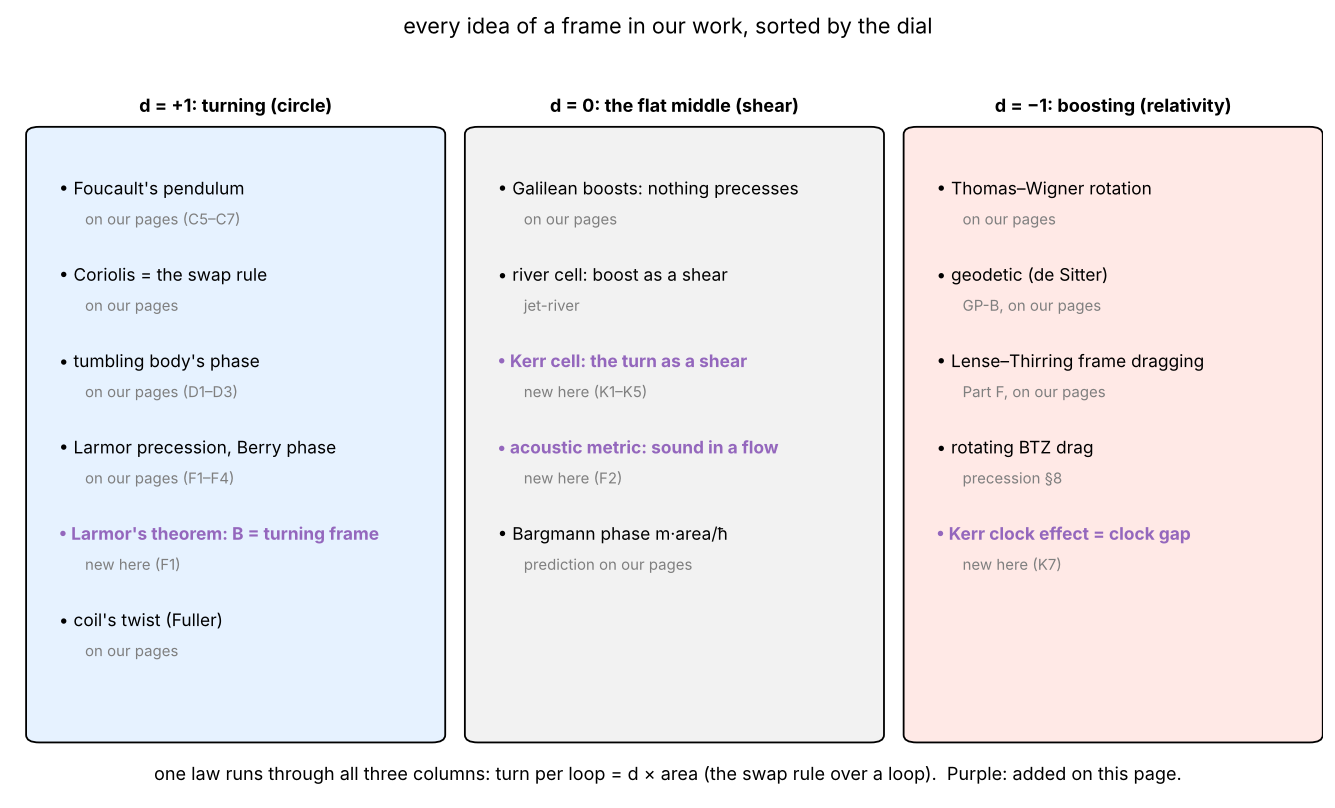 every idea of a frame in our work, sorted by the dial
d = +1: turning (circle)
• Foucault's pendulum
on our pages (C5–C7)
• Coriolis = the swap rule
on our pages
• tumbling body's phase
on our pages (D1–D3)
• Larmor precession, Berry phase
on our pages (F1–F4)
• Larmor's theorem: B = turning frame
new here (F1)
• coil's twist (Fuller)
on our pages
d = 0: the flat middle (shear)
• Galilean boosts: nothing precesses
on our pages
• river cell: boost as a shear
jet-river
• Kerr cell: the turn as a shear
new here (K1–K5)
• acoustic metric: sound in a flow
new here (F2)
• Bargmann phase m·area/ħ
prediction on our pages
d = −1: boosting (relativity)
• Thomas–Wigner rotation
on our pages
• geodetic (de Sitter)
GP-B, on our pages
• Lense–Thirring frame dragging
Part F, on our pages
• rotating BTZ drag
precession §8
• Kerr clock effect = clock gap
new here (K7)
one law runs through all three columns: turn per loop = d × area (the swap rule over a loop).  Purple: added on this page.